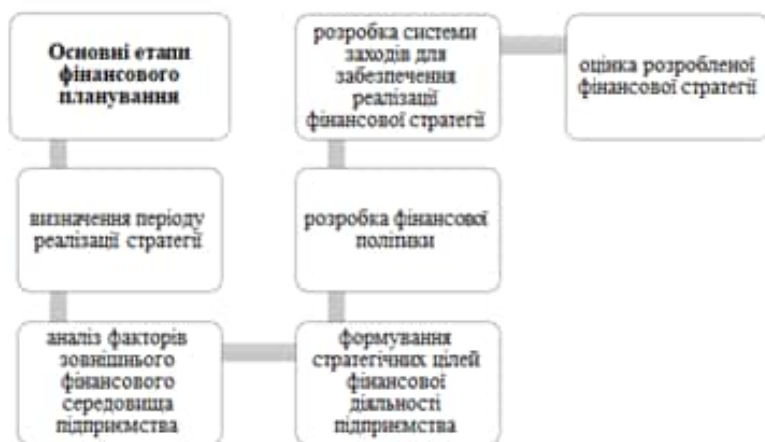 Основні етапи
фінансового
планування
визначення періоду
реалізації стратегії
аналіз факторів
зовнішнього
фінансового
середовища
підприємства
формування
стратегічних цілей
фінансової
діяльності
підприємства
розробка фінансової
політики
розробка системи
заходів для
забезпечення
реалізації
фінансової стратегії
оцінка розробленої
фінансової стратегії